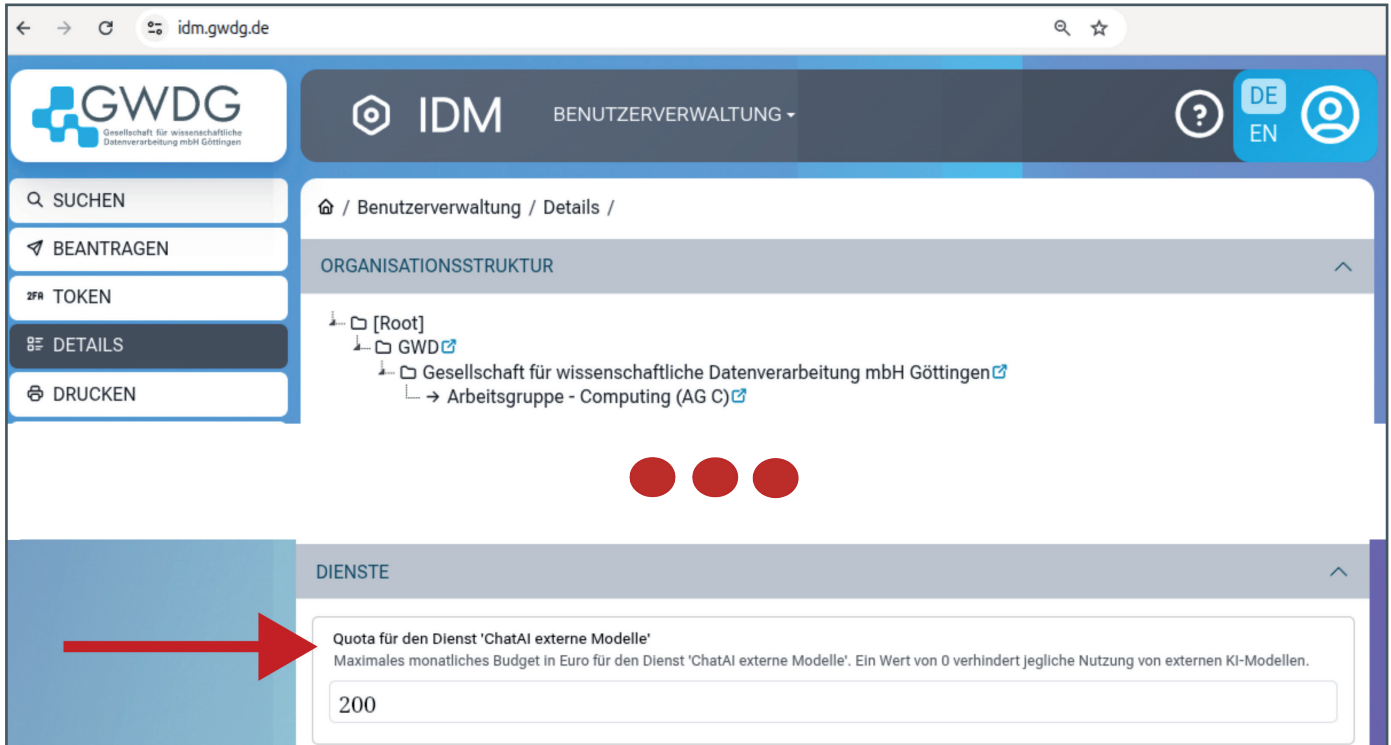 idm.gwdg.de
GWDG
Gesellschaft für wissenschaftliche
Datenverarbeitung mbH Göttingen
IDM
BENUTZERVERWALTUNG
?
DE
EN
SUCHEN
BEANTRAGEN
2FA TOKEN
DETAILS
DRUCKEN
/ Benutzerverwaltung / Details /
ORGANISATIONSSTRUKTUR
[Root]
GWD
Gesellschaft für wissenschaftliche Datenverarbeitung mbH Göttingen
→ Arbeitsgruppe - Computing (AG C)
DIENSTE
Quota für den Dienst 'ChatAI externe Modelle'
Maximales monatliches Budget in Euro für den Dienst 'ChatAI externe Modelle'. Ein Wert von 0 verhindert jegliche Nutzung von externen KI-Modellen.
200